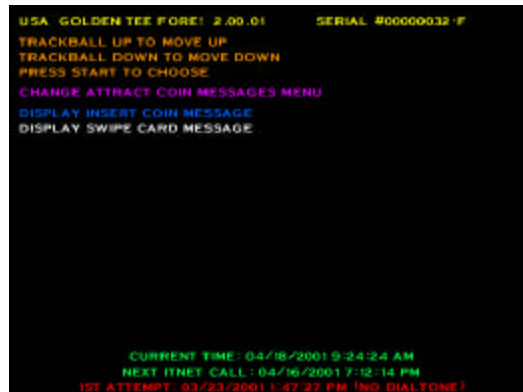 USA GOLDEN TEE FORE! 2.00.01 SERIAL #00000032-F
TRACKBALL UP TO MOVE UP
TRACKBALL DOWN TO MOVE DOWN
PRESS START TO CHOOSE
CHANGE ATTRACT COIN MESSAGES MENU
DISPLAY INSERT COIN MESSAGE
DISPLAY SWIPE CARD MESSAGE
CURRENT TIME: 04/18/2001 9:24:24 AM
NEXT ITNET CALL: 04/16/2001 7:12:14 PM
1ST ATTEMPT: 03/23/2001 1:47:27 PM (NO DIALTONE)